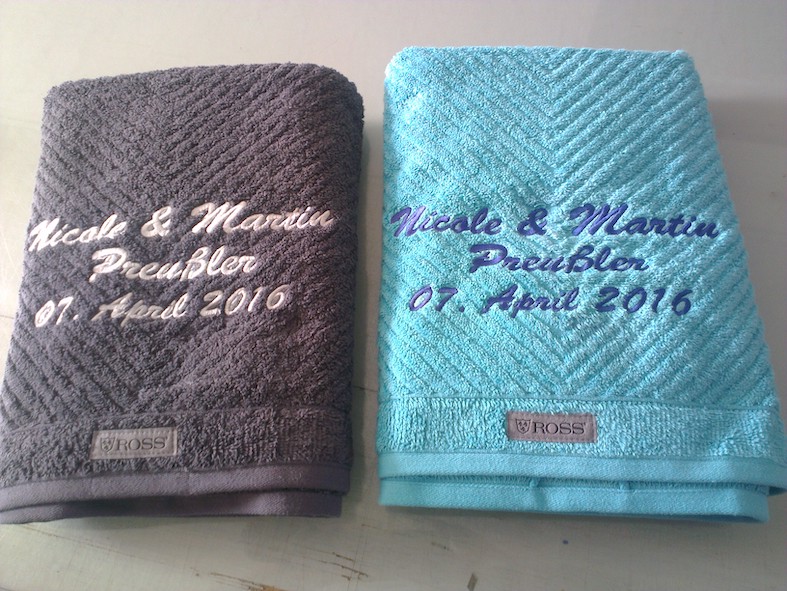 Nicole & Martin
Preußler
07. April 2016
ROSS
Nicole & Martin
Preußler
07. April 2016
ROSS